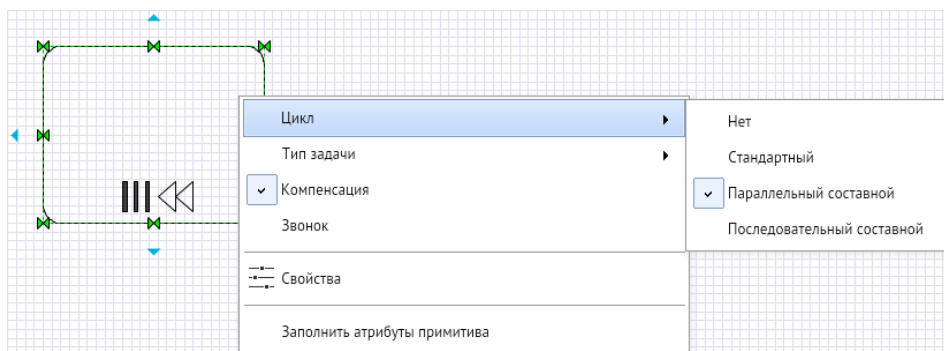 Цикл
Тип задачи
Компенсация
Звонок
Свойства
Заполнить атрибуты примитива
Нет
Стандартный
Параллельный составной
Последовательный составной